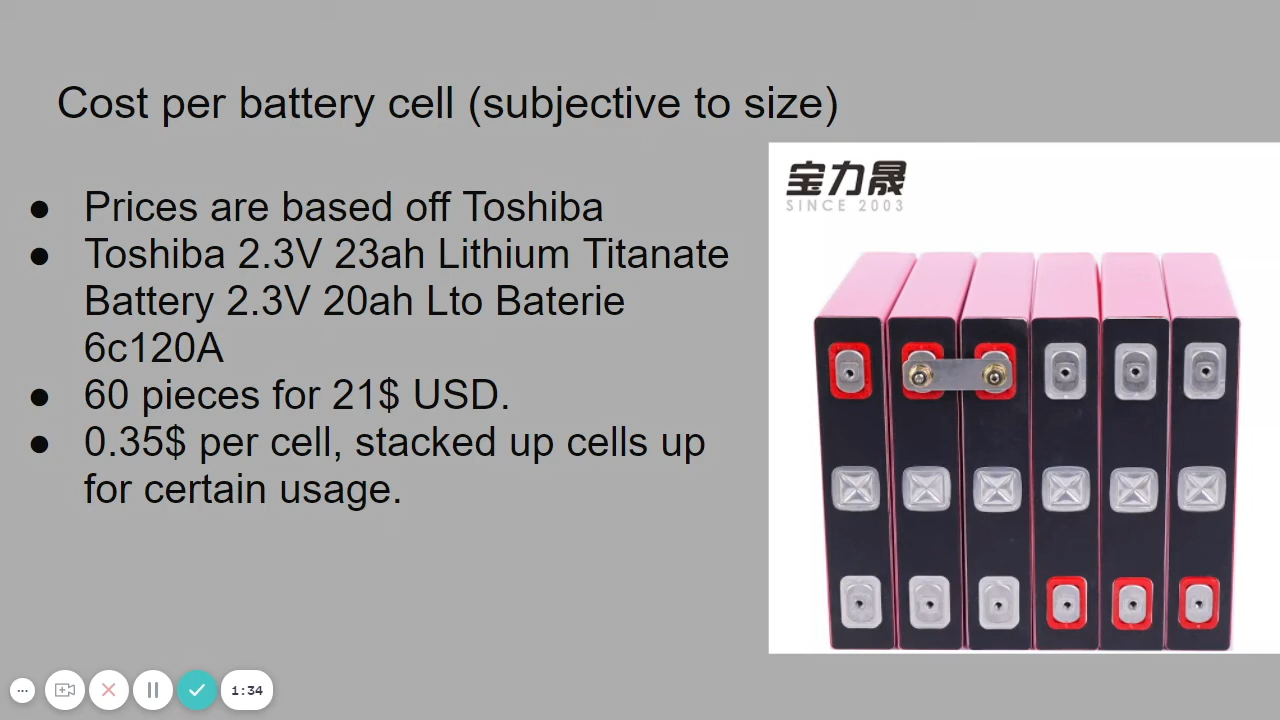 Cost per battery cell (subjective to size)
● Prices are based off Toshiba
● Toshiba 2.3V 23ah Lithium Titanate
Battery 2.3V 20ah Lto Baterie
6c120A
● 60 pieces for 21$ USD.
● 0.35$ per cell, stacked up cells up
for certain usage.
宝力晟
SINCE 2003
1:34